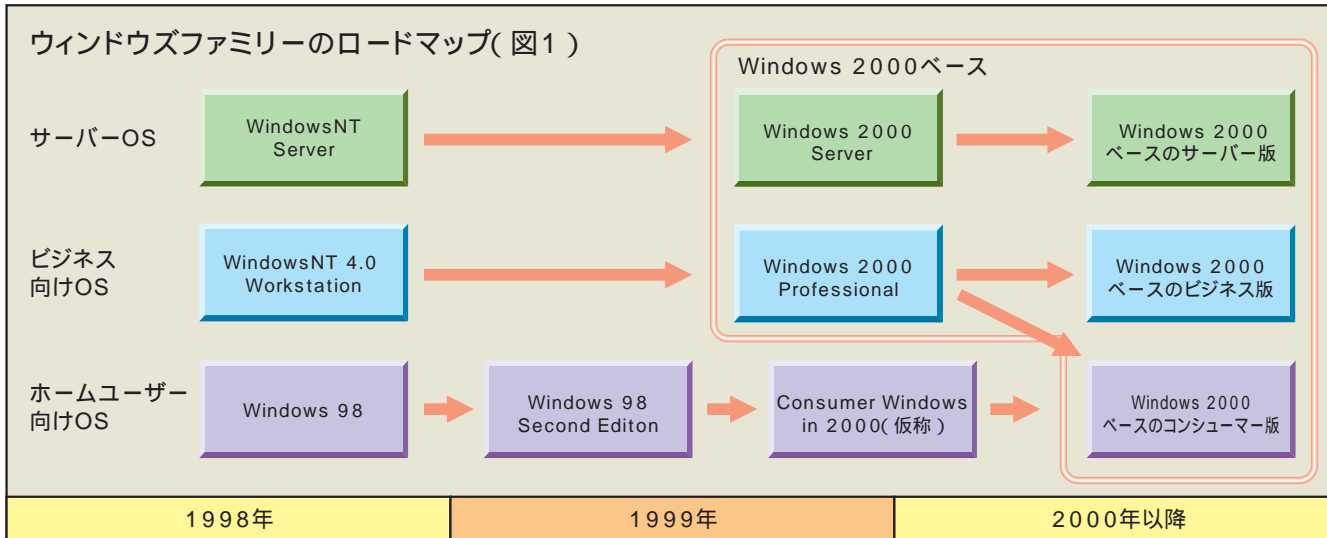 ウィンドウズファミリーのロードマップ(図1)
Windows 2000ベース
サーバーOS
WindowsNT
Server
Windows 2000
Server
Windows 2000
ベースのサーバー版
ビジネス
向けOS
WindowsNT 4.0
Workstation
Windows 2000
Professional
Windows 2000
ベースのビジネス版
ホームユーザー
向けOS
Windows 98
Windows 98
Second Editon
Consumer Windows
in 2000(仮称)
Windows 2000
ベースのコンシューマー版
1998年
1999年
2000年以降